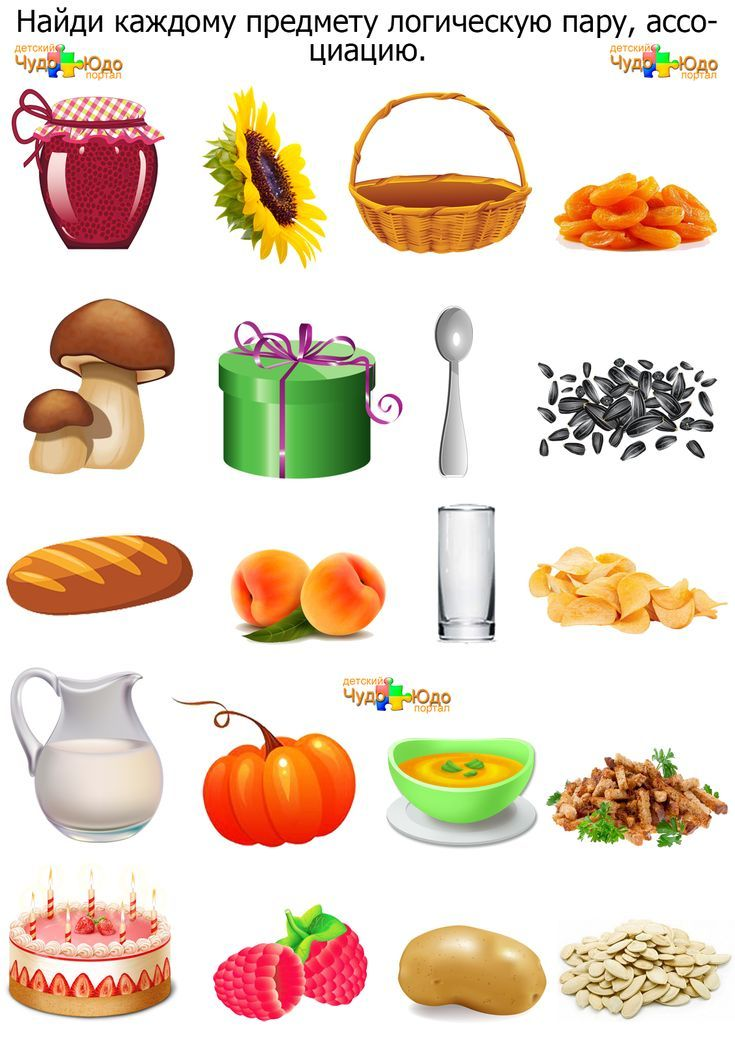 Найди каждому предмету логическую пару, ассо-
циацию.
детский
Чудо Юдо
портал
детский
Чудо Юдо
портал
детский
Чудо Юдо
портал